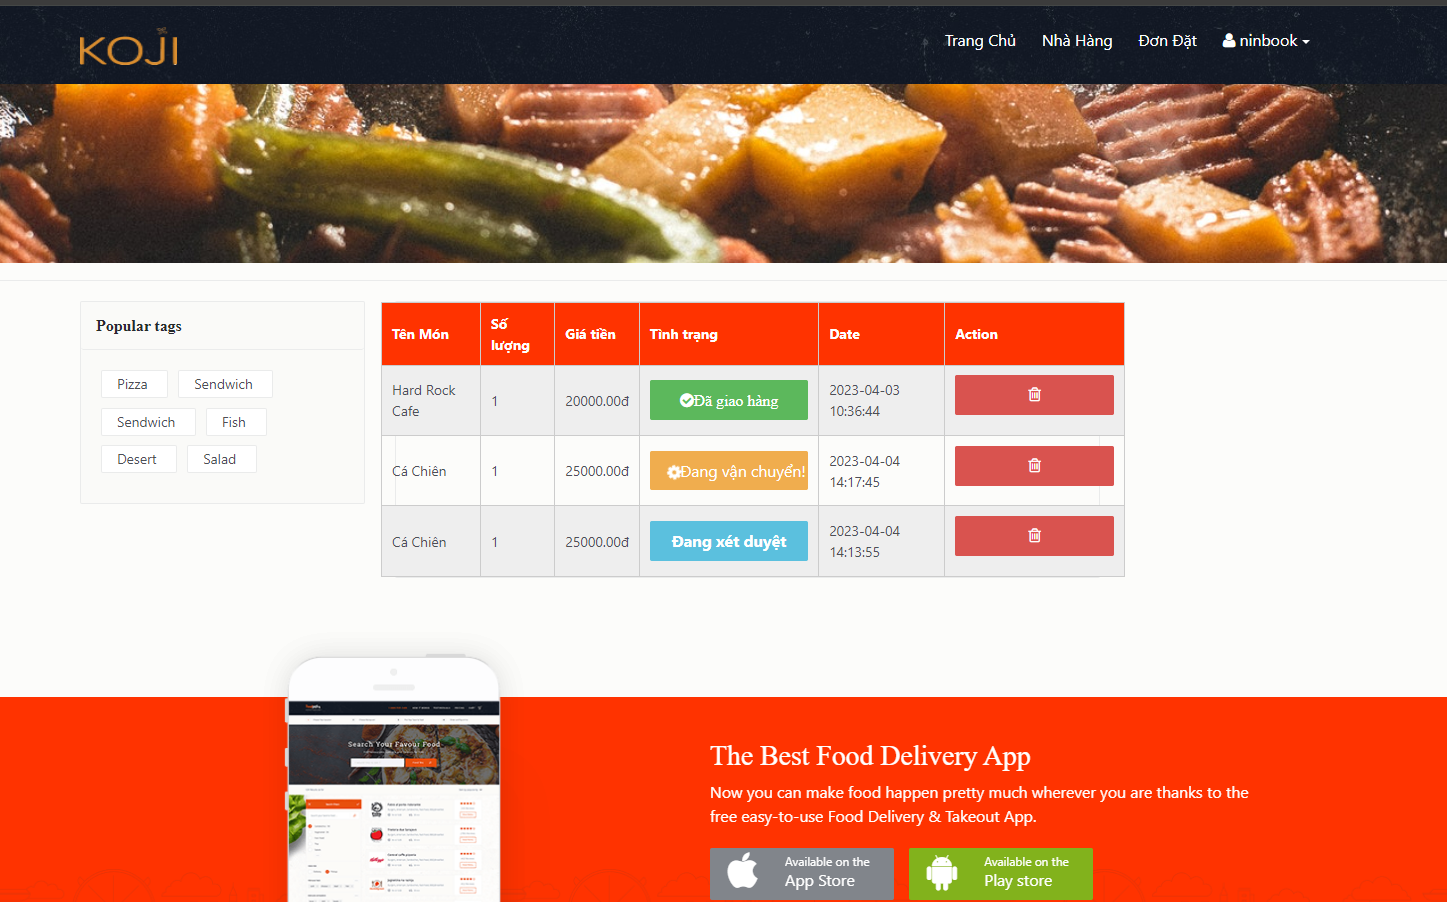 KOJI
Trang Chủ Nhà Hàng Đơn Đặt ninbook
Popular tags
Pizza Sendwich
Sendwich Fish
Desert Salad
Tên Món Số lượng Giá tiền Tình trạng Date Action
Hard Rock Cafe 1 20000.00đ Đã giao hàng 2023-04-03 10:36:44
Cá Chiên 1 25000.00đ Đang vận chuyển! 2023-04-04 14:17:45
Cá Chiên 1 25000.00đ Đang xét duyệt 2023-04-04 14:13:55
Search Your Favour Food
The Best Food Delivery App
Now you can make food happen pretty much wherever you are thanks to the
free easy-to-use Food Delivery & Takeout App.
Available on the
App Store
Available on the
Play store